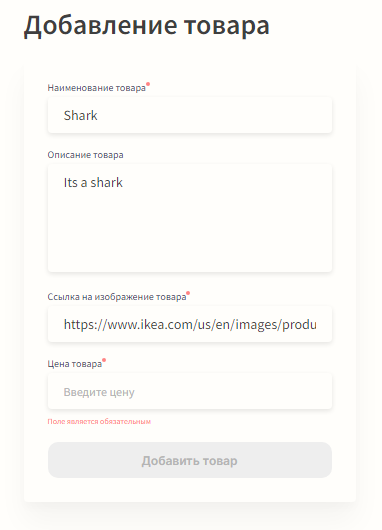 Добавление товара
Наименование товара
Shark
Описание товара
Its a shark
Ссылка на изображение товара
https://www.ikea.com/us/en/images/produ
Цена товара
Введите цену
Поле является обязательным
Добавить товар